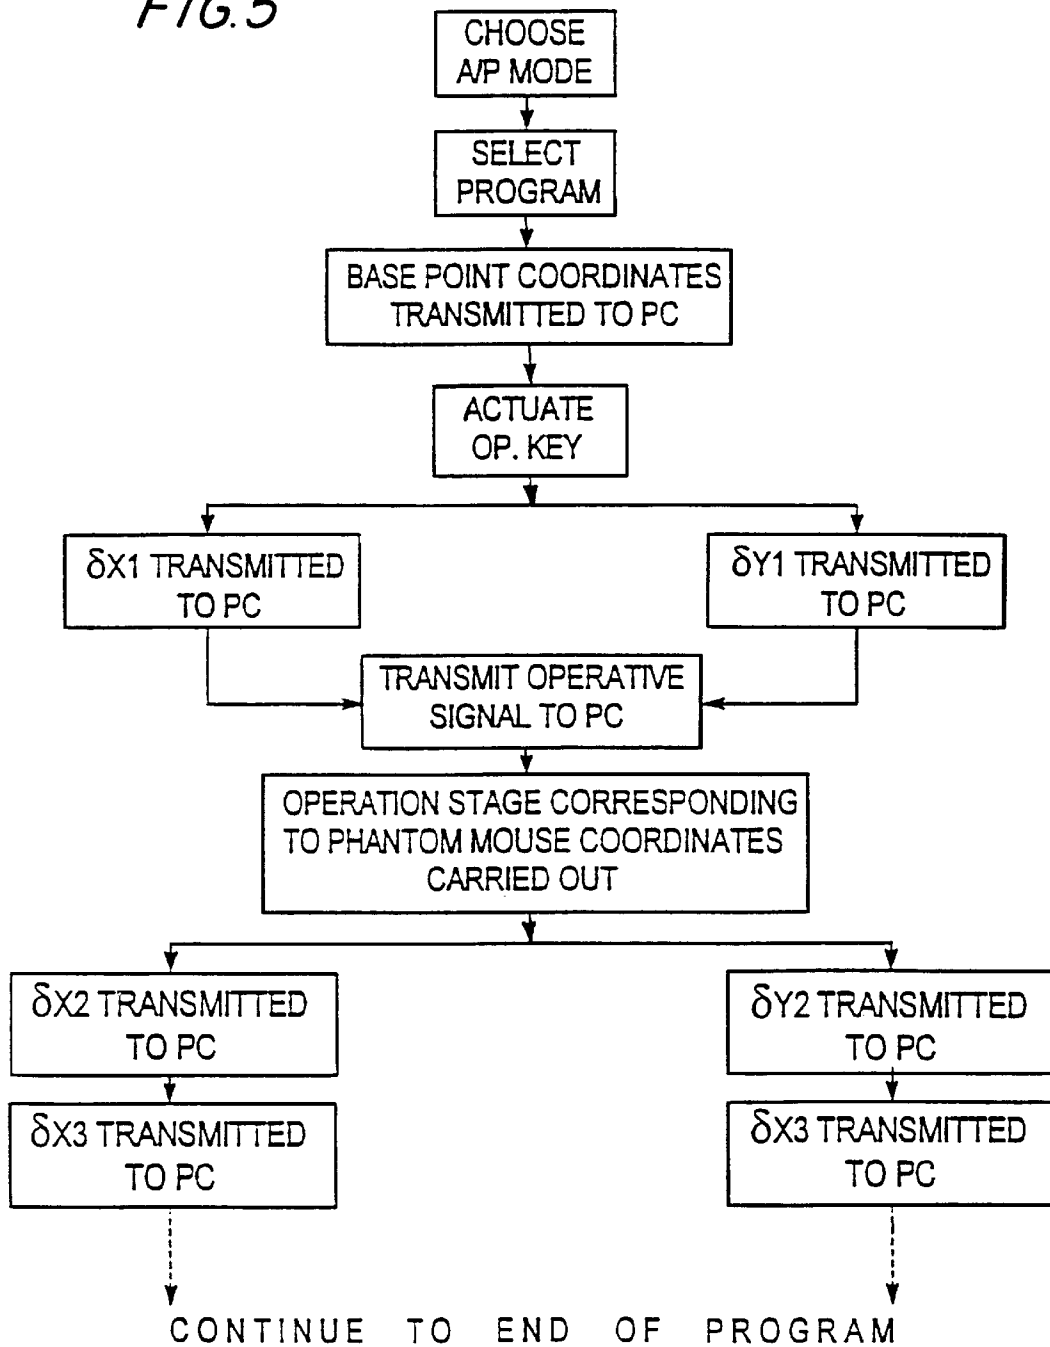 FIG.5
CHOOSE
A/P MODE
SELECT
PROGRAM
BASE POINT COORDINATES
TRANSMITTED TO PC
ACTUATE
OP. KEY
δX1 TRANSMITTED
TO PC
δY1 TRANSMITTED
TO PC
TRANSMIT OPERATIVE
SIGNAL TO PC
OPERATION STAGE CORRESPONDING
TO PHANTOM MOUSE COORDINATES
CARRIED OUT
δX2 TRANSMITTED
TO PC
δY2 TRANSMITTED
TO PC
δX3 TRANSMITTED
TO PC
δX3 TRANSMITTED
TO PC
CONTINUE TO END OF PROGRAM